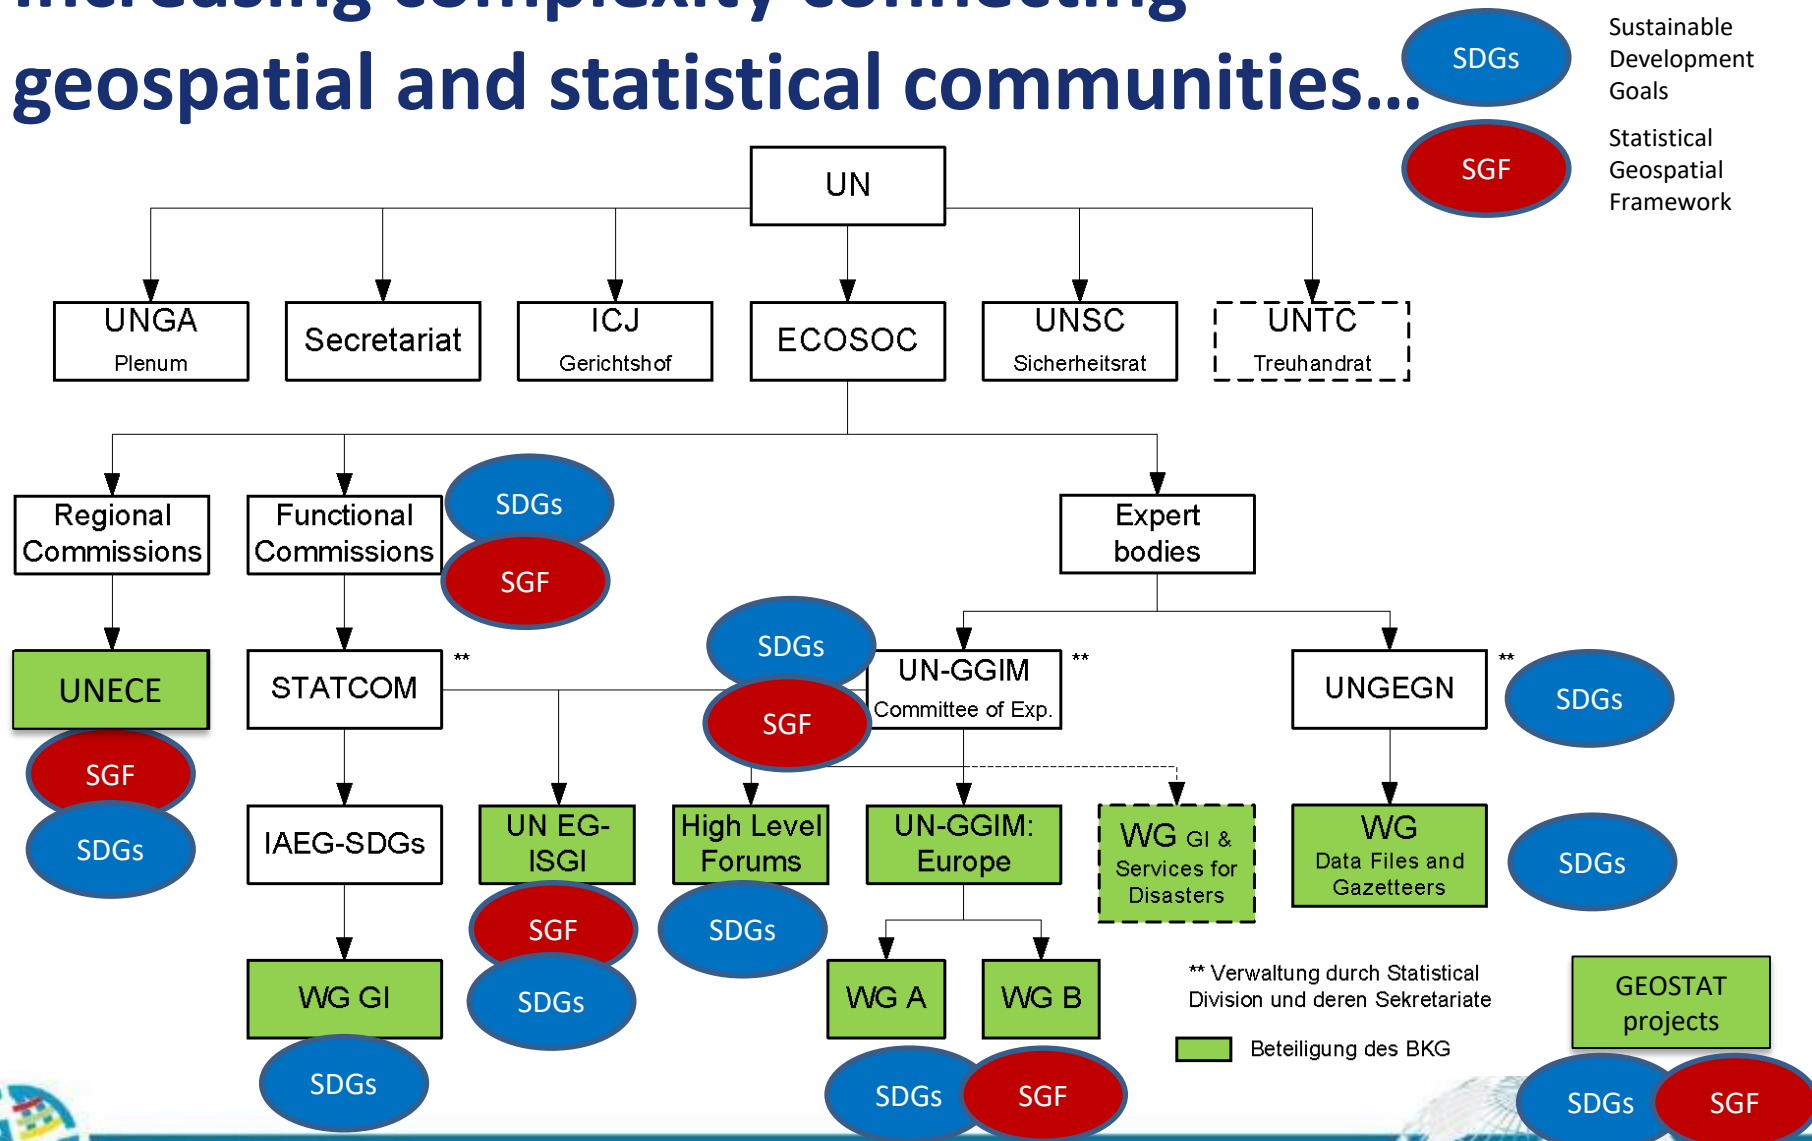 increasing complexity connecting
geospatial and statistical communities...
SDGs
Sustainable
Development
Goals
SGF
Statistical
Geospatial
Framework
UN
UNGA
Plenum
Secretariat
ICJ
Gerichtshof
ECOSOC
UNSC
Sicherheitsrat
UNTC
Treuhandrat
Regional
Commissions
Functional
Commissions
SDGs
SGF
Expert
bodies
UNECE
SGF
SDGs
STATCOM
**
SDGs
SGF
UN-GGIM
Committee of Exp.
**
UNGEGN
**
SDGs
IAEG-SDGs
UN EG-
ISGI
SGF
SDGs
High Level
Forums
SDGs
UN-GGIM:
Europe
WG GI &
Services for
Disasters
WG
Data Files and
Gazetteers
SDGs
WG GI
SDGs
WG A
WG B
SDGs
SGF
** Verwaltung durch Statistical
Division und deren Sekretariate
Beteiligung des BKG
GEOSTAT
projects
SDGs
SGF